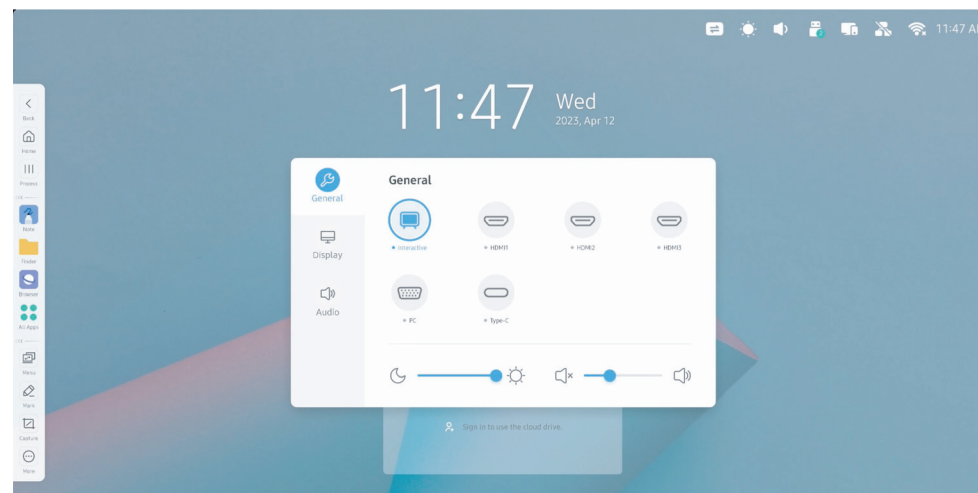 11:47 AM
11:47
Wed
2023, Apr 12
Back
Home
Process
Note
Finder
Browser
All Apps
Menu
Mark
Capture
More
General
Display
Audio
General
Interactive
HDMI1
HDMI2
HDMI3
PC
Type-C
Sign in to use the cloud drive.